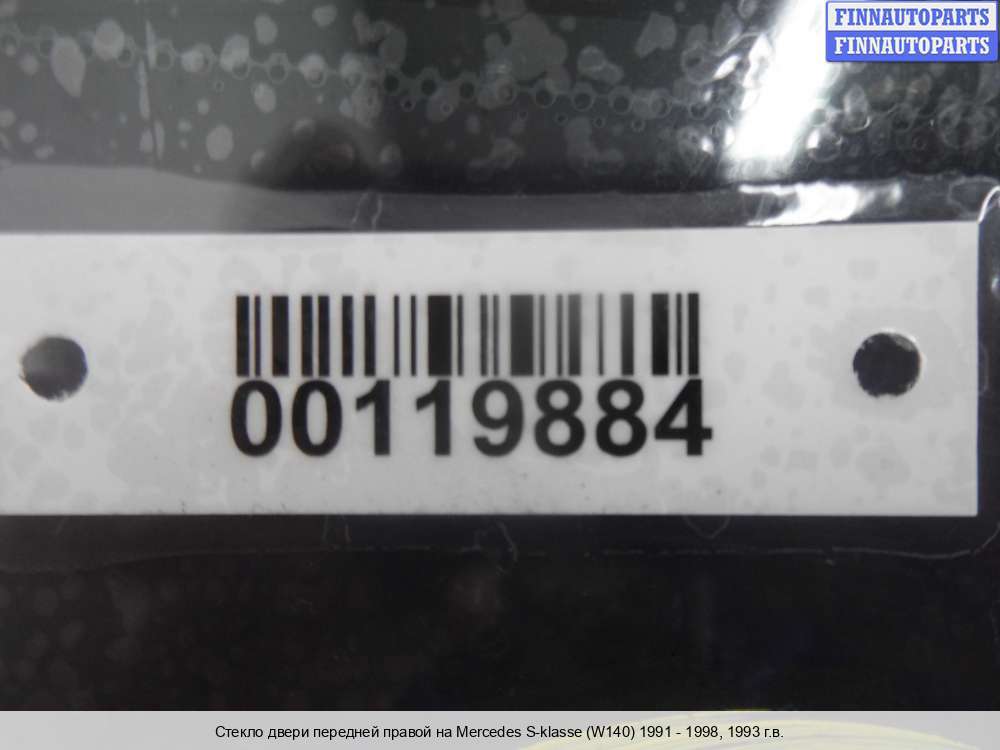 FINNAUTOPARTS
FINNAUTOPARTS
00119884
Стекло двери передней правой на Mercedes S-klasse (W140) 1991 - 1998, 1993 г.в.